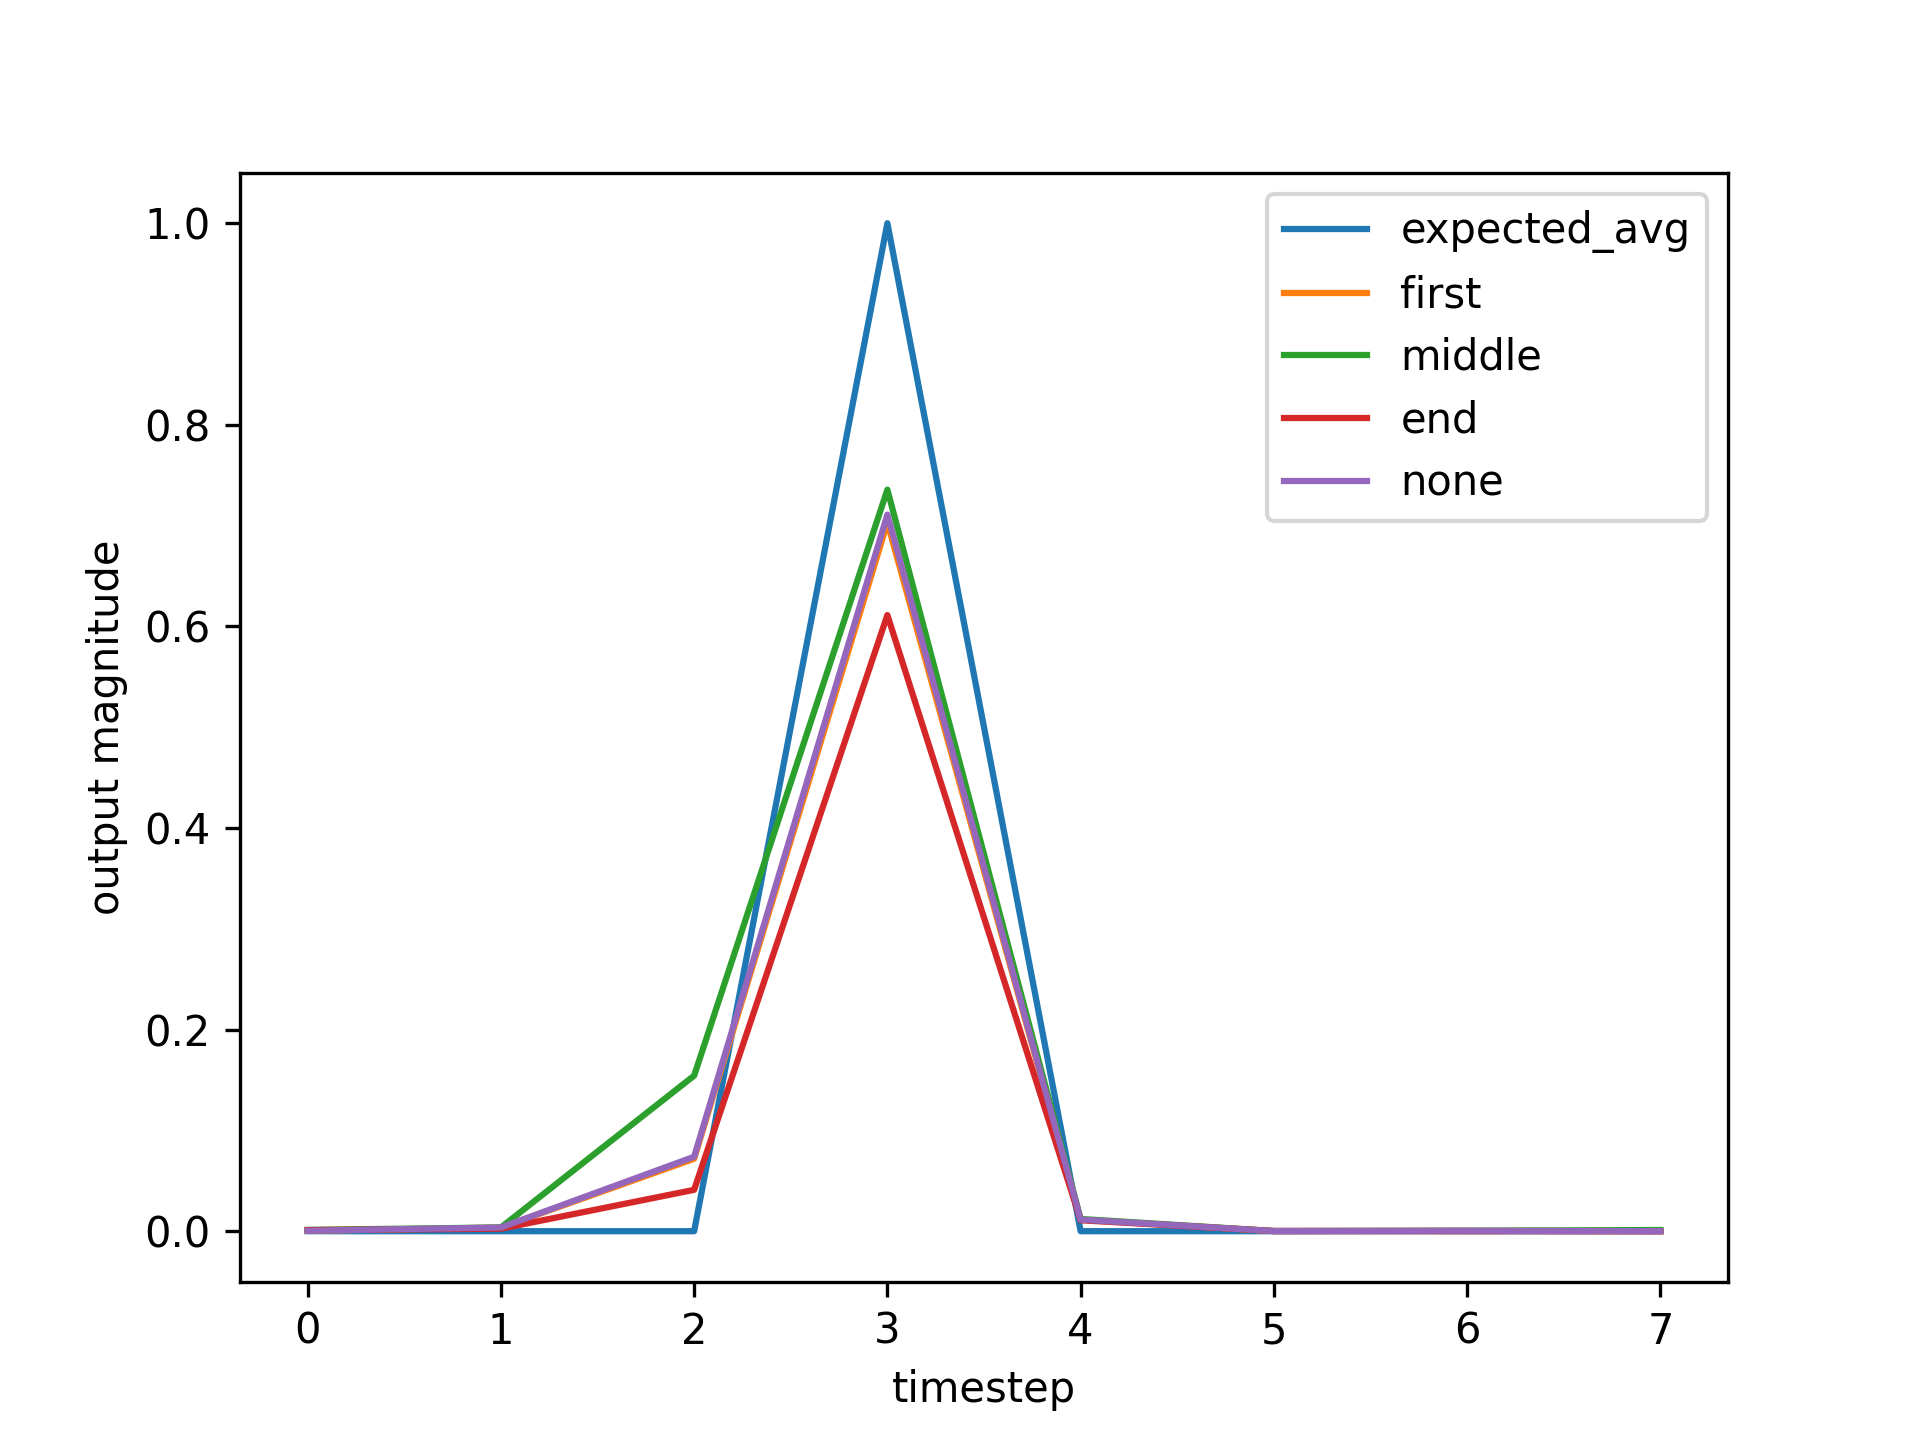 expected_avg
first
middle
end
none
1.0
0.8
0.6
0.4
0.2
0.0
output magnitude
0 1 2 3 4 5 6 7
timestep